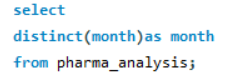 select
distinct(month)as month
from pharma_analysis;